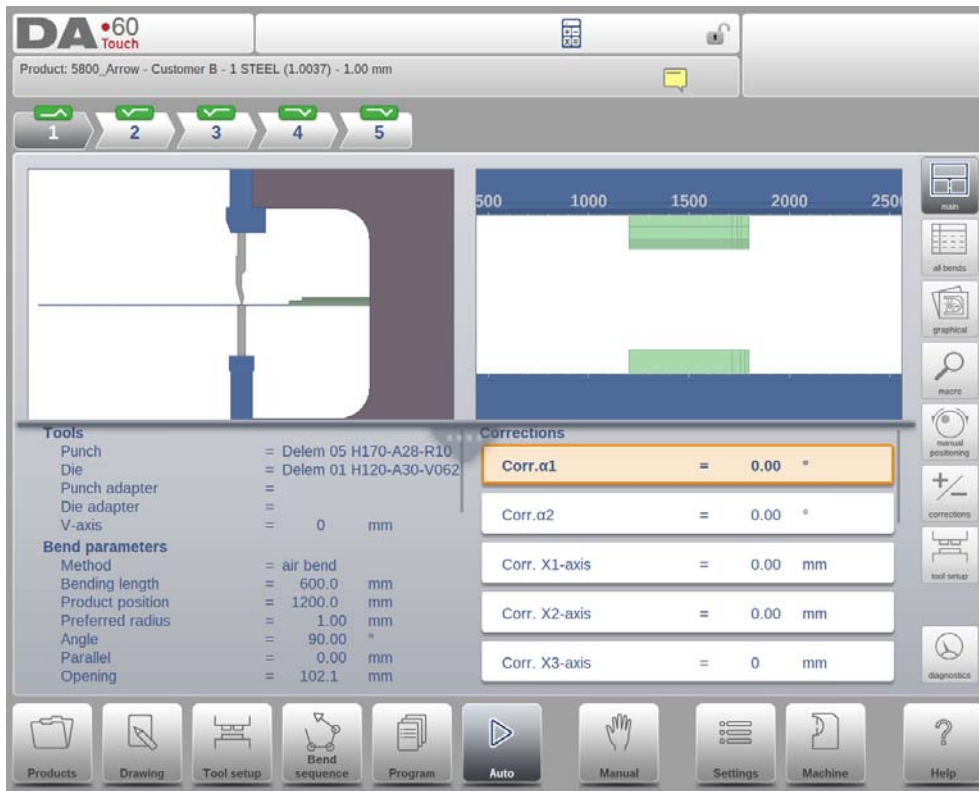 DA•60
Touch
Product: 5800_Arrow - Customer B - 1 STEEL (1.0037) - 1.00 mm
1 2 3 4 5
500 1000 1500 2000 250
main
all bends
graphical
macro
manual
positioning
corrections
tool setup
diagnostics
Tools
Punch = Delem 05 H170-A28-R10
Die = Delem 01 H120-A30-V062
Punch adapter =
Die adapter =
V-axis = 0 mm
Bend parameters
Method = air bend
Bending length = 600.0 mm
Product position = 1200.0 mm
Preferred radius = 1.00 mm
Angle = 90.00 °
Parallel = 0.00 mm
Opening = 102.1 mm
Corrections
Corr.α1 = 0.00 °
Corr.α2 = 0.00 °
Corr. X1-axis = 0.00 mm
Corr. X2-axis = 0.00 mm
Corr. X3-axis = 0 mm
Products
Drawing
Tool setup
Bend
sequence
Program
Auto
Manual
Settings
Machine
Help